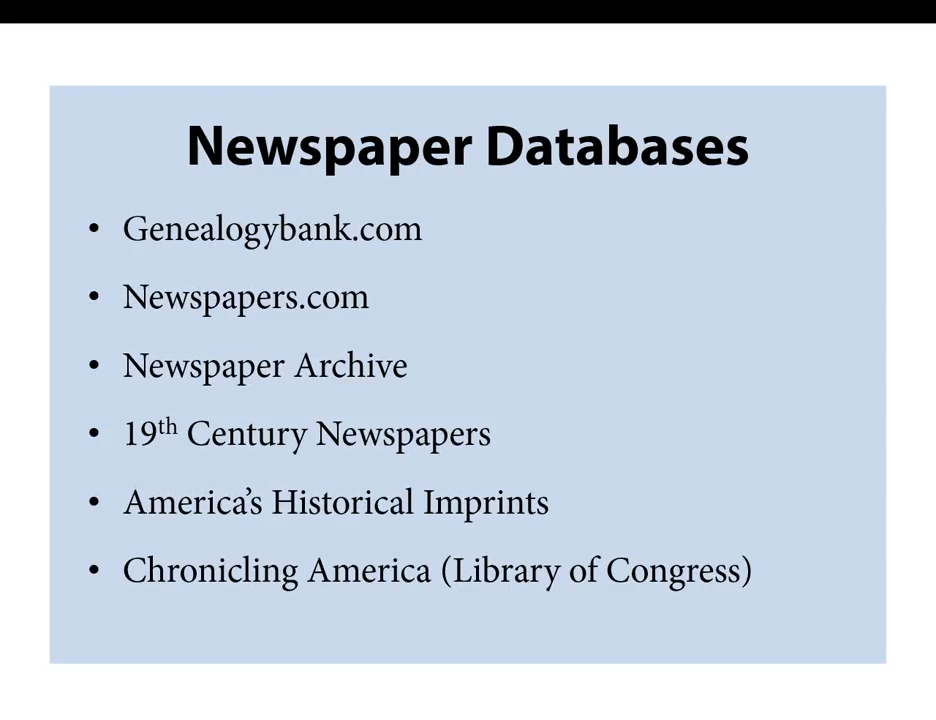 Newspaper Databases
• Genealogybank.com
• Newspapers.com
• Newspaper Archive
• 19th Century Newspapers
• America’s Historical Imprints
• Chronicling America (Library of Congress)